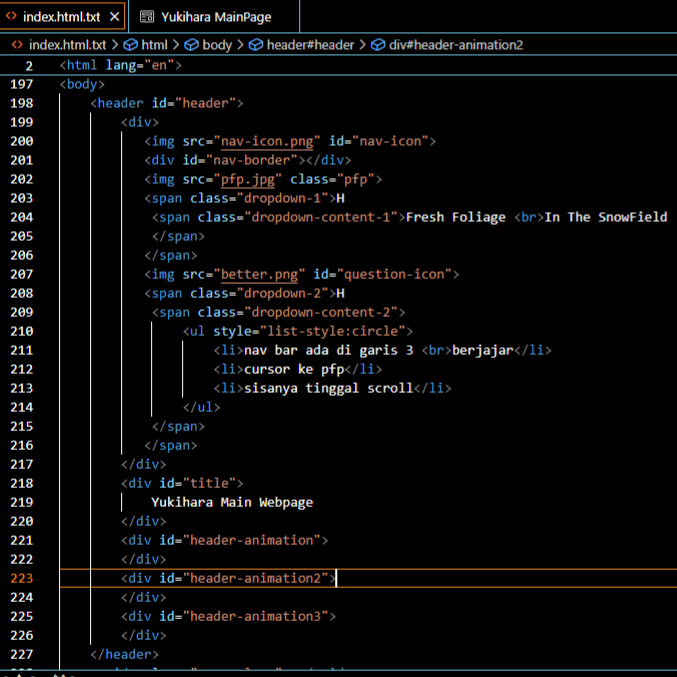 index.html.txt
Yukihara MainPage
index.html.txt > html > body > header#header > div#header-animation2
2 <html lang="en">
197 <body>
198 <header id="header">
199 <div>
200 <img src="nav-icon.png" id="nav-icon">
201 <div id="nav-border"></div>
202 <img src="pfp.jpg" class="pfp">
203 <span class="dropdown-1">H
204 <span class="dropdown-content-1">Fresh Foliage <br>In The SnowField
205 </span>
206 </span>
207 <img src="better.png" id="question-icon">
208 <span class="dropdown-2">H
209 <span class="dropdown-content-2">
210 <ul style="list-style:circle">
211 <li>nav bar ada di garis 3 <br>berjajar</li>
212 <li>cursor ke pfp</li>
213 <li>sisanya tinggal scroll</li>
214 </ul>
215 </span>
216 </span>
217 </div>
218 <div id="title">
219 Yukihara Main Webpage
220 </div>
221 <div id="header-animation">
222 </div>
223 <div id="header-animation2">
224 </div>
225 <div id="header-animation3">
226 </div>
227 </header>